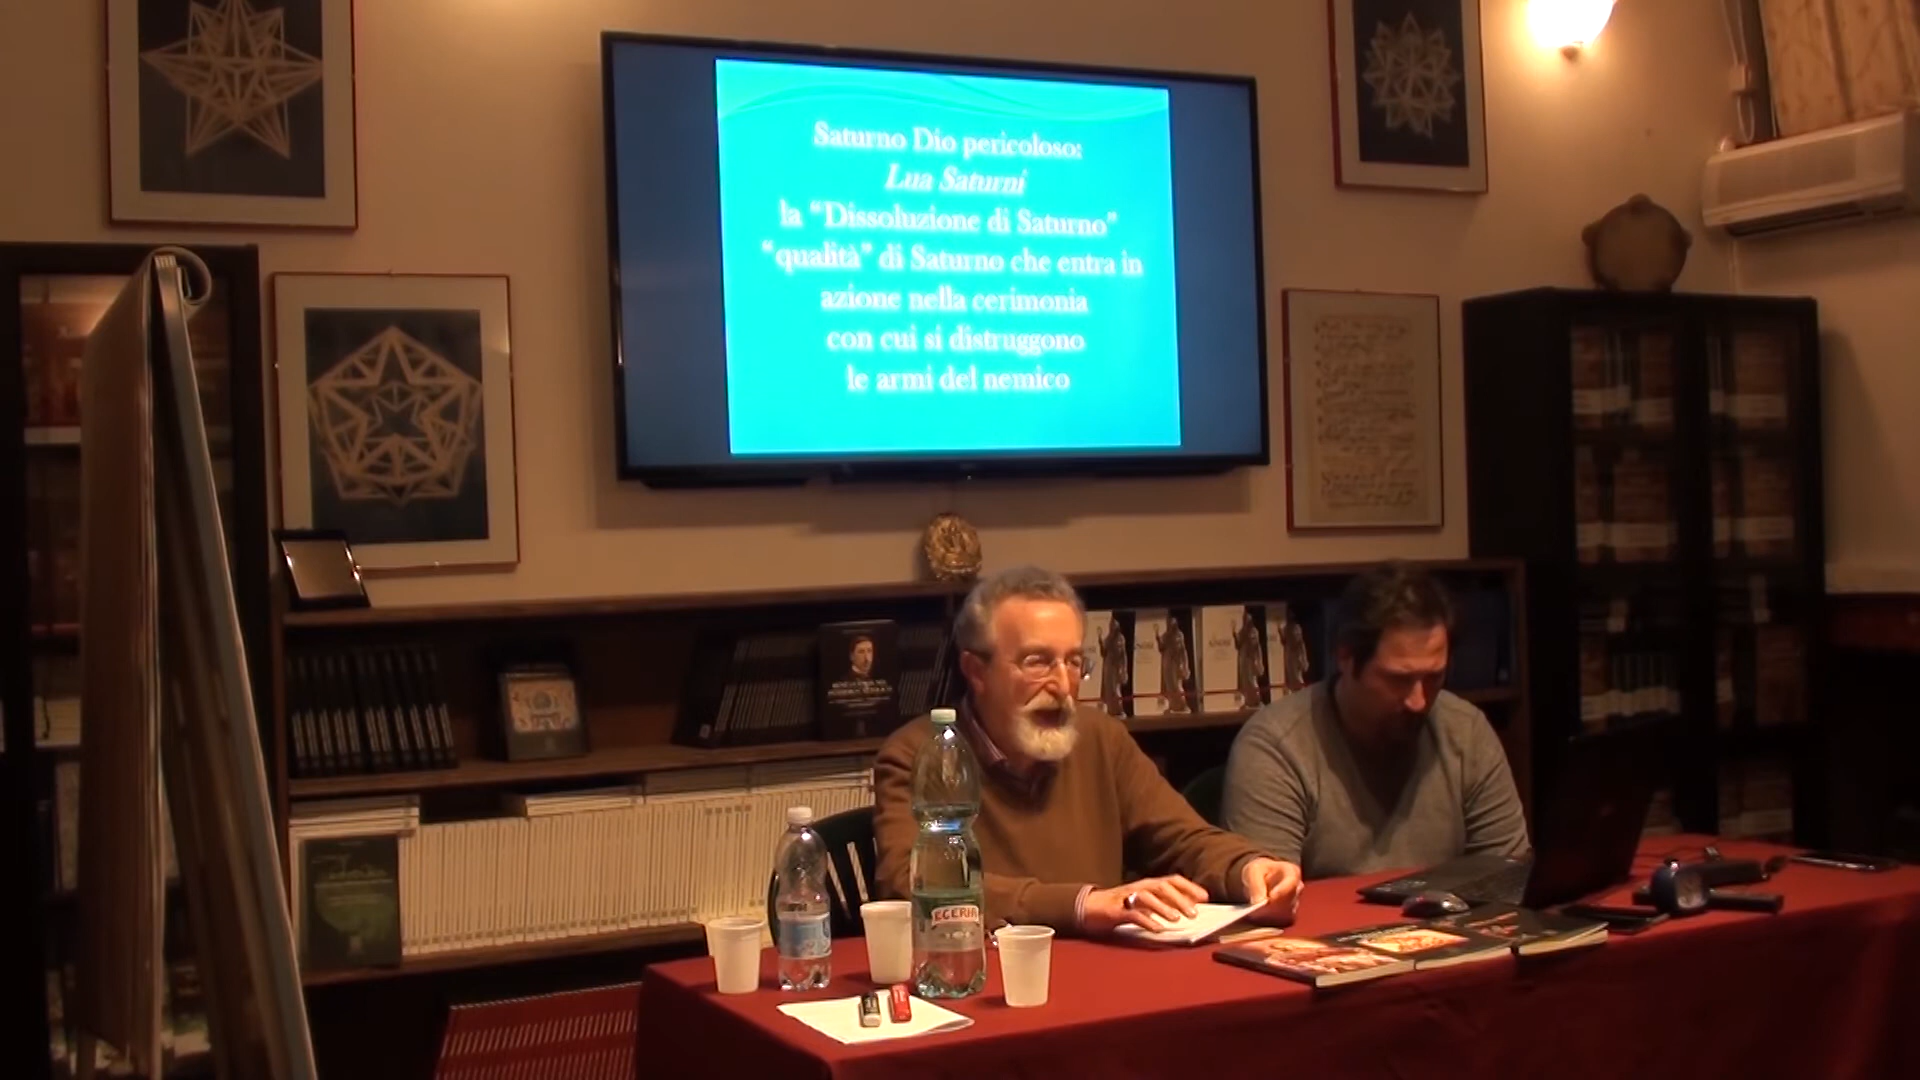 Saturno Dio pericoloso:
Lua Saturni
la "Dissoluzione di Saturno"
"qualità" di Saturno che entra in
azione nella cerimonia
con cui si distruggono
le armi del nemico
EGERIA